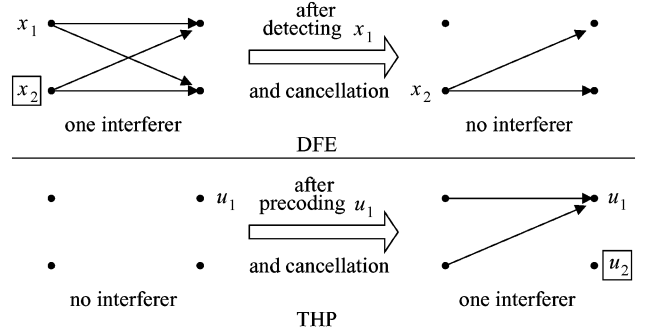 x1
x2
one interferer
after
detecting x1
and cancellation
x2
no interferer
DFE
u1
no interferer
after
precoding u1
and cancellation
u1
u2
one interferer
THP